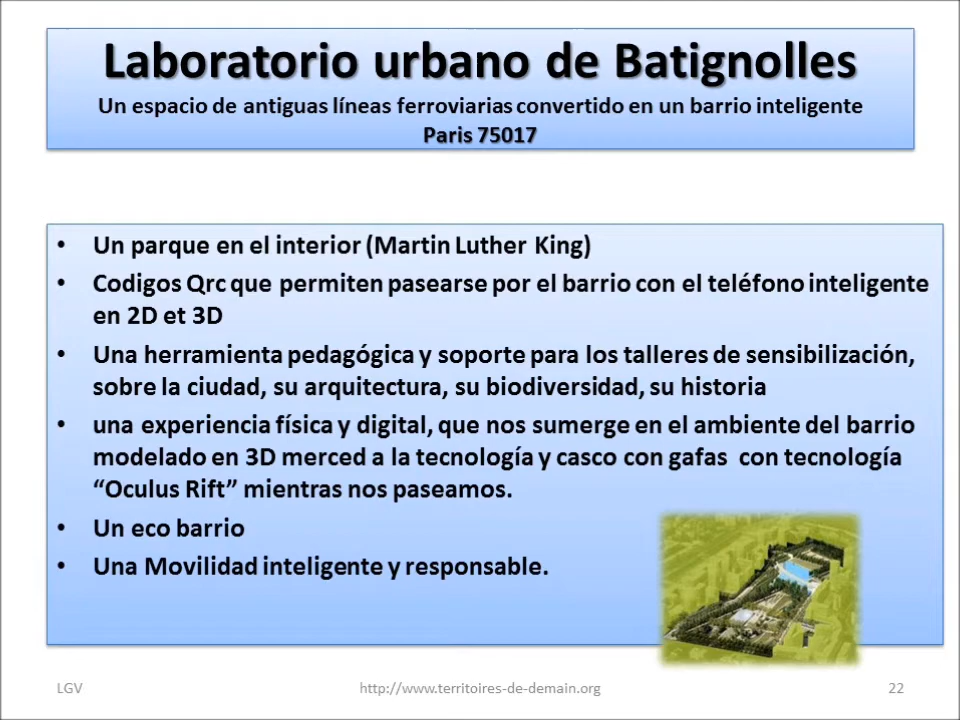 Laboratorio urbano de Batignolles
Un espacio de antiguas líneas ferroviarias convertido en un barrio inteligente
Paris 75017
• Un parque en el interior (Martin Luther King)
• Codigos Qrc que permiten pasearse por el barrio con el teléfono inteligente
en 2D et 3D
• Una herramienta pedagógica y soporte para los talleres de sensibilización,
sobre la ciudad, su arquitectura, su biodiversidad, su historia
• una experiencia física y digital, que nos sumerge en el ambiente del barrio
modelado en 3D merced a la tecnología y casco con gafas con tecnología
“Oculus Rift” mientras nos paseamos.
• Un eco barrio
• Una Movilidad inteligente y responsable.
LGV
http://www.territoires-de-demain.org
22